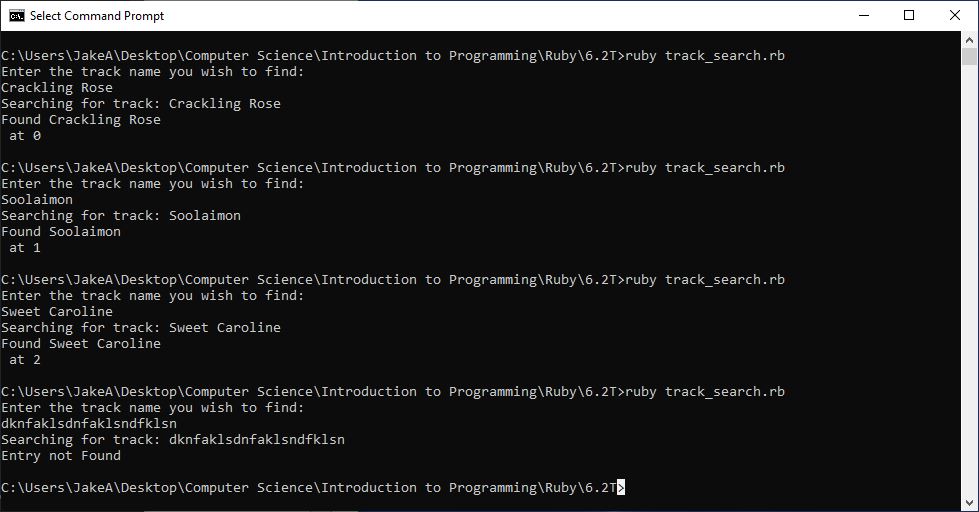 Select Command Prompt
C:\Users\JakeA\Desktop\Computer Science\Introduction to Programming\Ruby\6.2T>ruby track_search.rb
Enter the track name you wish to find:
Crackling Rose
Searching for track: Crackling Rose
Found Crackling Rose
 at 0
C:\Users\JakeA\Desktop\Computer Science\Introduction to Programming\Ruby\6.2T>ruby track_search.rb
Enter the track name you wish to find:
Soolaimon
Searching for track: Soolaimon
Found Soolaimon
 at 1
C:\Users\JakeA\Desktop\Computer Science\Introduction to Programming\Ruby\6.2T>ruby track_search.rb
Enter the track name you wish to find:
Sweet Caroline
Searching for track: Sweet Caroline
Found Sweet Caroline
 at 2
C:\Users\JakeA\Desktop\Computer Science\Introduction to Programming\Ruby\6.2T>ruby track_search.rb
Enter the track name you wish to find:
dknfaklsdnfaklsndfklsn
Searching for track: dknfaklsdnfaklsndfklsn
Entry not Found
C:\Users\JakeA\Desktop\Computer Science\Introduction to Programming\Ruby\6.2T>